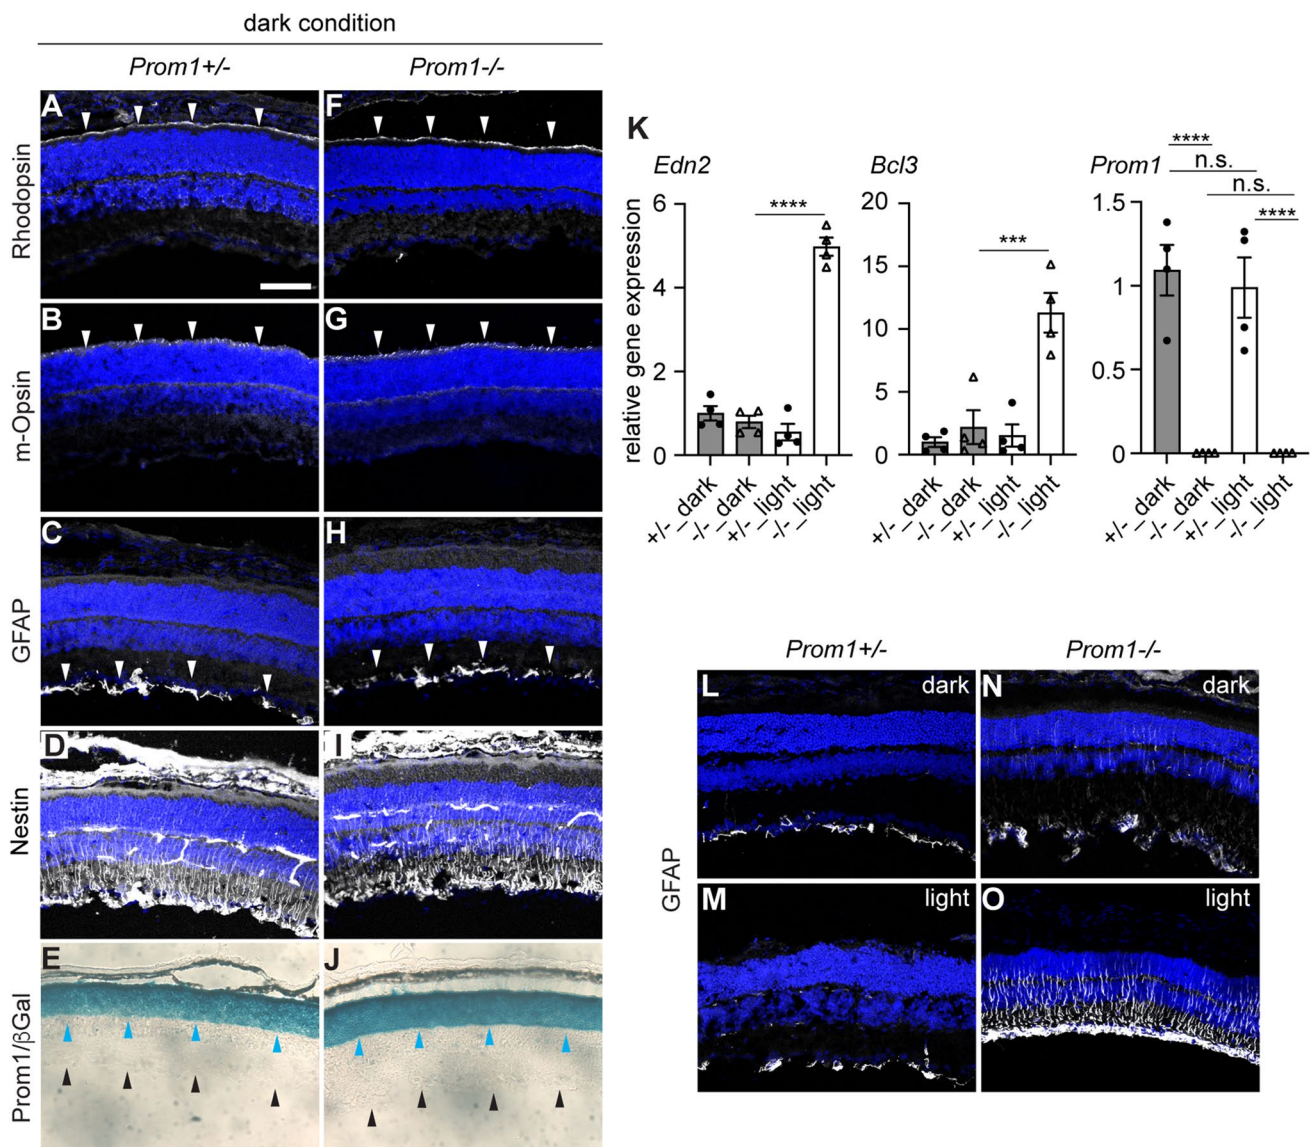 dark condition
Prom1+/-
Prom1-/-
Rhodopsin
A
F
m-Opsin
B
G
GFAP
C
H
Nestin
D
I
Prom1/βGal
E
J
K
relative gene expression
Edn2
6
4
2
0
****
+/-_dark
-/-_dark
+/-_light
-/-_light
Bcl3
20
15
10
5
0
***
+/-_dark
-/-_dark
+/-_light
-/-_light
Prom1
1.5
1
0.5
0
****
n.s.
n.s.
****
+/-_dark
-/-_dark
+/-_light
-/-_light
Prom1+/-
Prom1-/-
GFAP
L dark
N dark
M light
O light